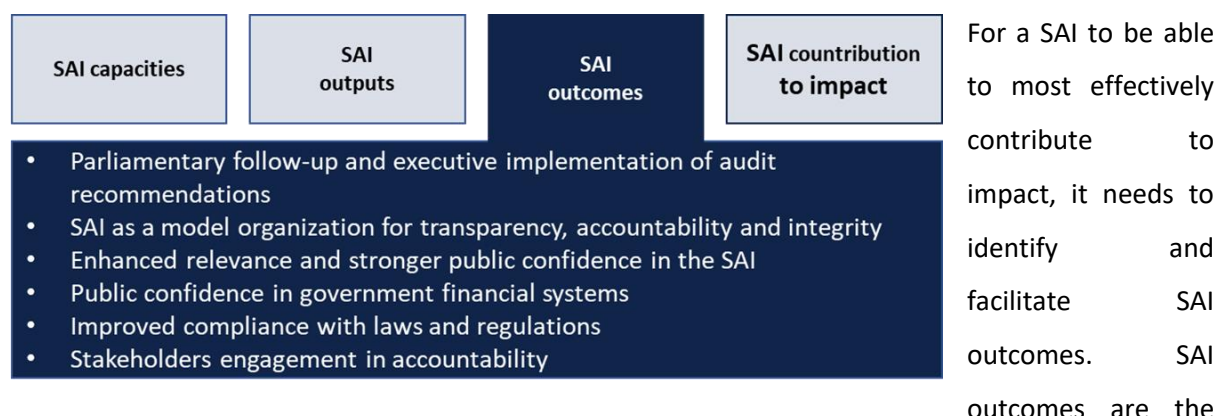 SAI capacities
SAI
outputs
SAI
outcomes
SAI countribution
to impact
• Parliamentary follow-up and executive implementation of audit
recommendations
• SAI as a model organization for transparency, accountability and integrity
• Enhanced relevance and stronger public confidence in the SAI
• Public confidence in government financial systems
• Improved compliance with laws and regulations
• Stakeholders engagement in accountability
For a SAI to be able
to most effectively
contribute to
impact, it needs to
identify and
facilitate SAI
outcomes. SAI
outcomes are the